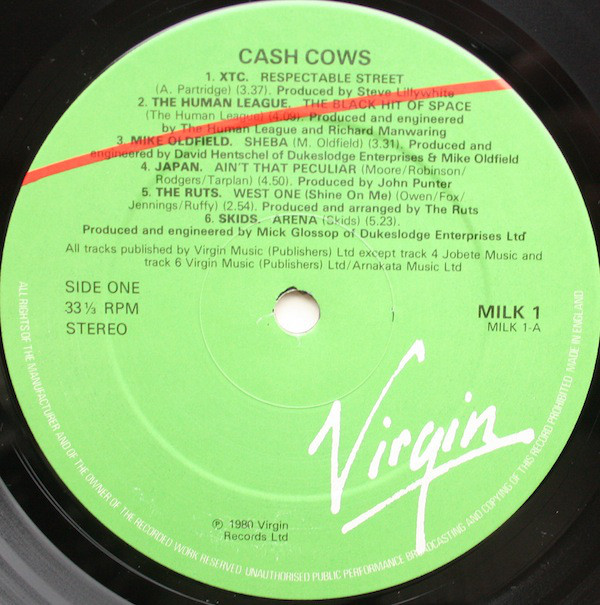 CASH COWS
1. XTC. RESPECTABLE STREET
(A. Partridge) (3.37). Produced by Steve Lillywhite
2. THE HUMAN LEAGUE. THE BLACK HIT OF SPACE
(The Human League) (4.09). Produced and engineered
by The Human League and Richard Manwaring
3. MIKE OLDFIELD. SHEBA (M. Oldfield) (3.31). Produced and
engineered by David Hentschel of Dukeslodge Enterprises & Mike Oldfield
4. JAPAN. AIN'T THAT PECULIAR (Moore/Robinson/
Rodgers/Tarplan) (4.50). Produced by John Punter
5. THE RUTS. WEST ONE (Shine On Me) (Owen/Fox/
Jennings/Ruffy) (2.54). Produced and arranged by The Ruts
6. SKIDS. ARENA (Skids) (5.23).
Produced and engineered by Mick Glossop of Dukeslodge Enterprises Ltd
All tracks published by Virgin Music (Publishers) Ltd except track 4 Jobete Music and
track 6 Virgin Music (Publishers) Ltd/Arnakata Music Ltd
SIDE ONE
33 ⅓ RPM
STEREO
MILK 1
MILK 1-A
Virgin
℗ 1980 Virgin
Records Ltd
ALL RIGHTS OF THE MANUFACTURER AND OF THE OWNER OF THE RECORDED WORK RESERVED UNAUTHORISED PUBLIC PERFORMANCE BROADCASTING AND COPYING OF THIS RECORD PROHIBITED MADE IN ENGLAND